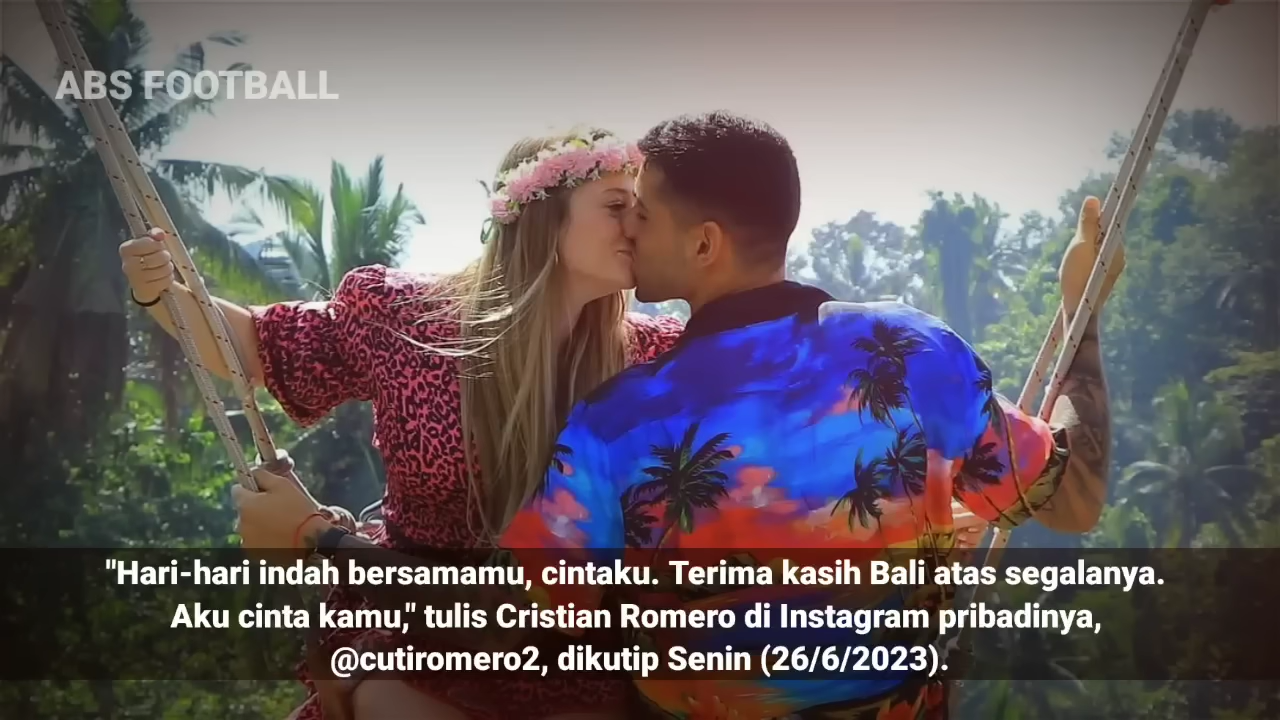 ABS FOOTBALL
"Hari-hari indah bersamamu, cintaku. Terima kasih Bali atas segalanya.
Aku cinta kamu," tulis Cristian Romero di Instagram pribadinya,
@cutiromero2, dikutip Senin (26/6/2023).